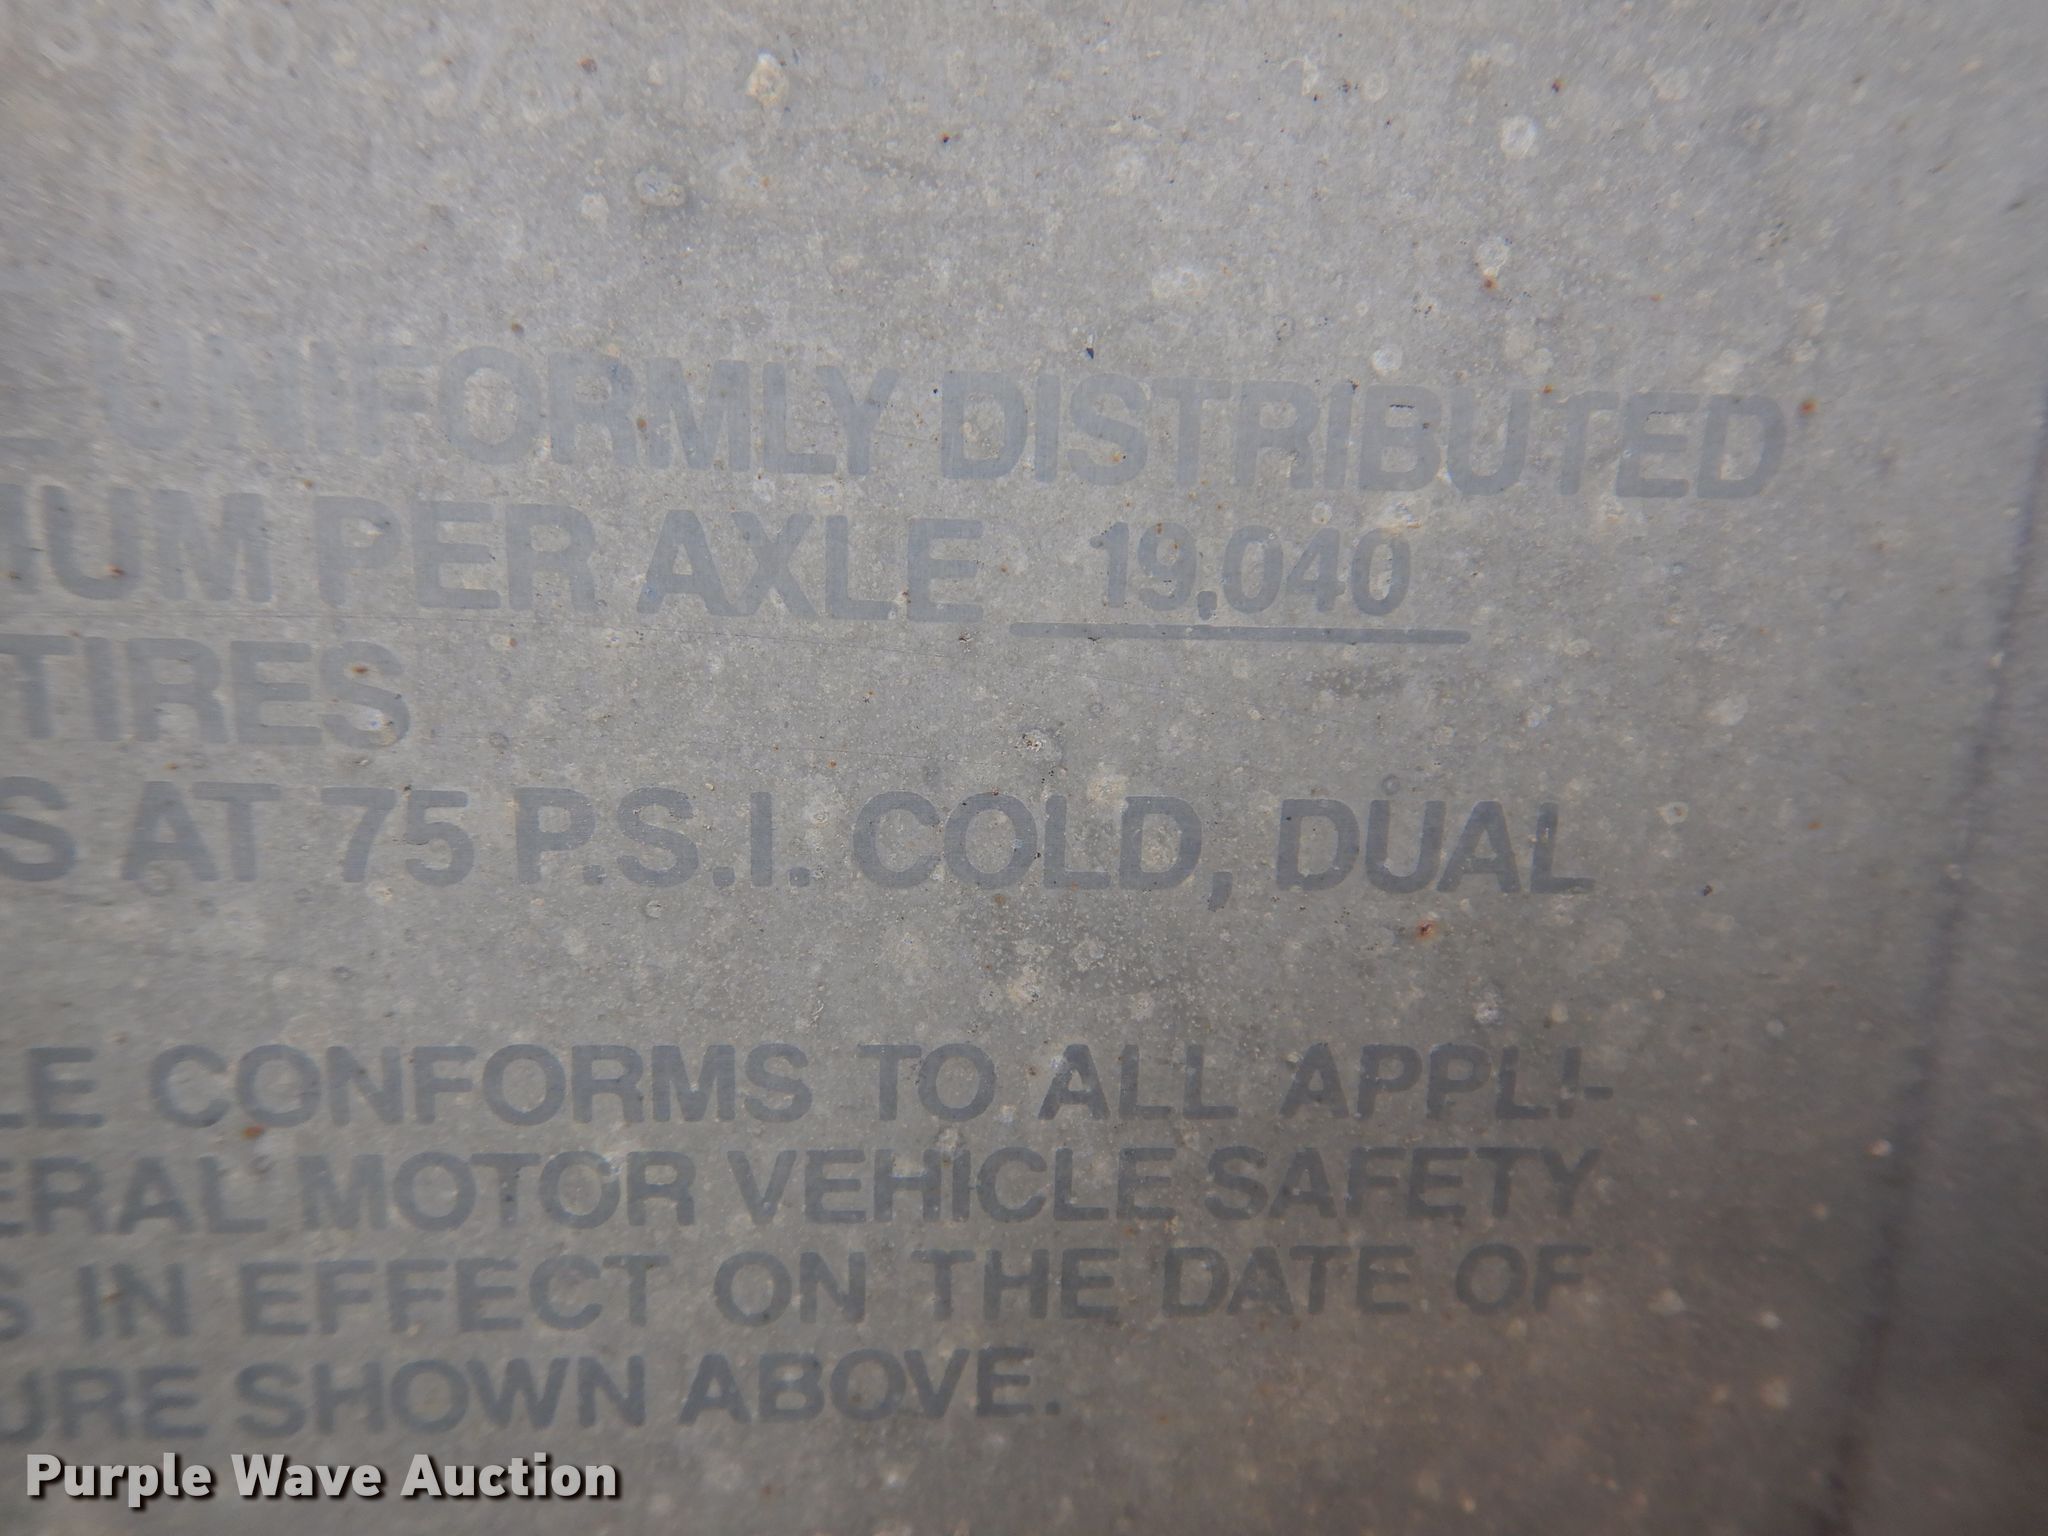 UNIFORMLY DISTRIBUTED
MUM PER AXLE 19,040
TIRES
S AT 75 P.S.I. COLD, DUAL
LE CONFORMS TO ALL APPLI-
ERAL MOTOR VEHICLE SAFETY
S IN EFFECT ON THE DATE OF
URE SHOWN ABOVE.
Purple Wave Auction